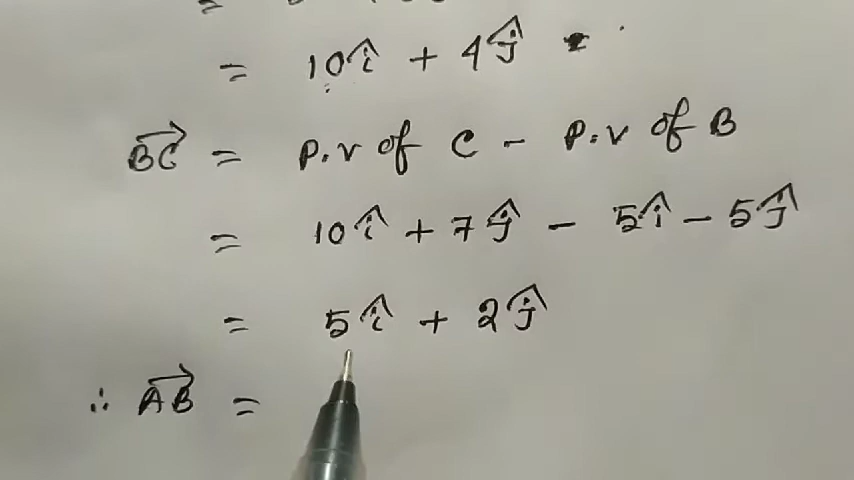 = 10î + 4ĵ
BC⃗ = P.V of C - P.V of B
= 10î + 7ĵ - 5î - 5ĵ
= 5î + 2ĵ
∴ AB⃗ =